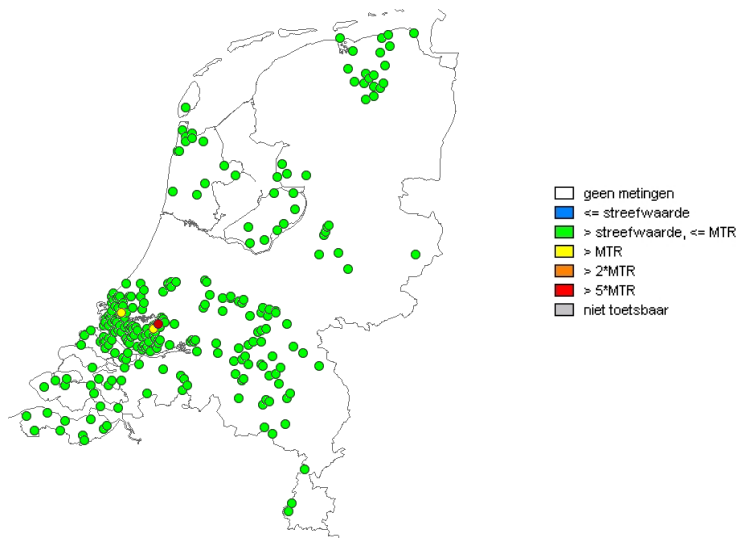 geen metingen
<= streefwaarde
> streefwaarde, <= MTR
> MTR
> 2*MTR
> 5*MTR
niet toetsbaar